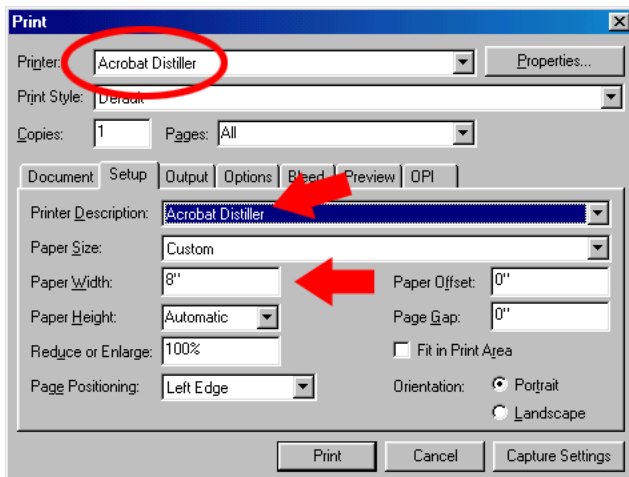 Print
Printer: Acrobat Distiller Properties...
Print Style: Default
Copies: 1 Pages: All
Document Setup Output Options Bleed Preview OPI
Printer Description: Acrobat Distiller
Paper Size: Custom
Paper Width: 8" Paper Offset: 0"
Paper Height: Automatic Page Gap: 0"
Reduce or Enlarge: 100% Fit in Print Area
Page Positioning: Left Edge Orientation: Portrait
Landscape
Print Cancel Capture Settings